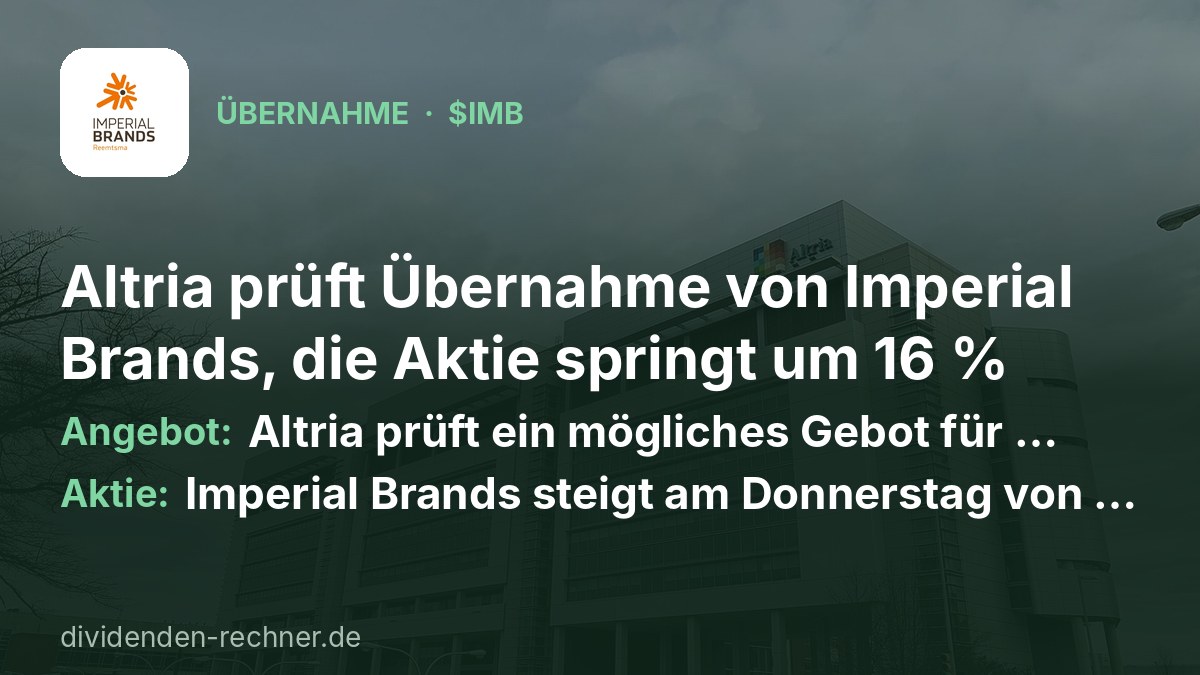 IMPERIAL
BRANDS
Reemtsma
ÜBERNAHME · $IMB
Altria
Altria prüft Übernahme von Imperial
Brands, die Aktie springt um 16 %
Angebot: Altria prüft ein mögliches Gebot für ...
Aktie: Imperial Brands steigt am Donnerstag von ...
dividenden-rechner.de